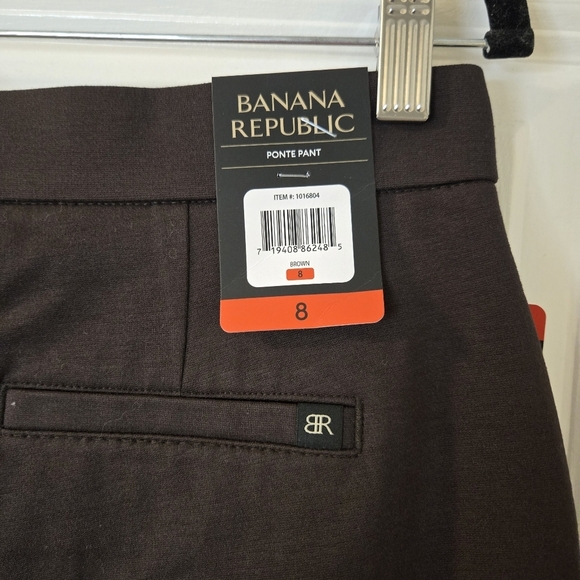 BANANA
REPUBLIC
PONTE PANT
ITEM #: 1016804
7 19408 86248 5
BROWN
8
8
BR